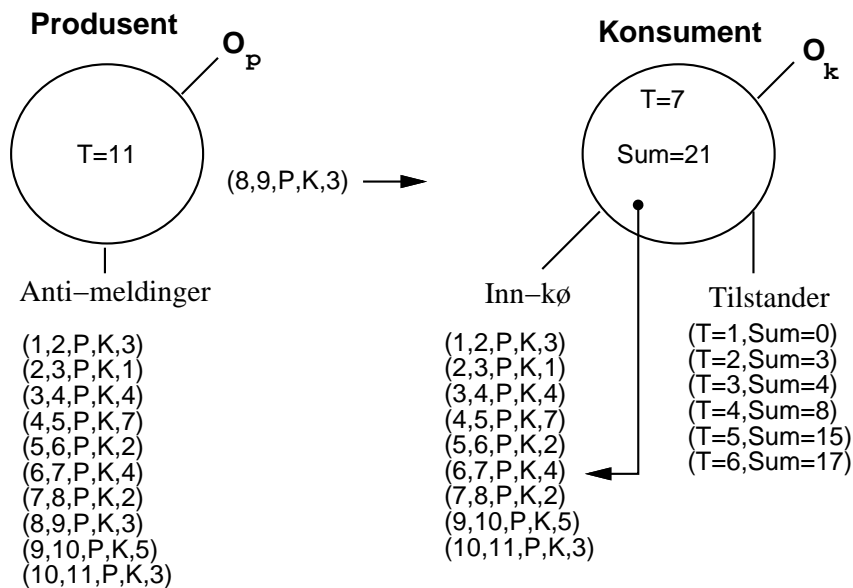 Produsent
O
p
T=11
(8,9,P,K,3)
Anti−meldinger
(1,2,P,K,3)
(2,3,P,K,1)
(3,4,P,K,4)
(4,5,P,K,7)
(5,6,P,K,2)
(6,7,P,K,4)
(7,8,P,K,2)
(8,9,P,K,3)
(9,10,P,K,5)
(10,11,P,K,3)
Konsument
O
k
T=7
Sum=21
Inn−kø
(1,2,P,K,3)
(2,3,P,K,1)
(3,4,P,K,4)
(4,5,P,K,7)
(5,6,P,K,2)
(6,7,P,K,4)
(7,8,P,K,2)
(9,10,P,K,5)
(10,11,P,K,3)
Tilstander
(T=1,Sum=0)
(T=2,Sum=3)
(T=3,Sum=4)
(T=4,Sum=8)
(T=5,Sum=15)
(T=6,Sum=17)